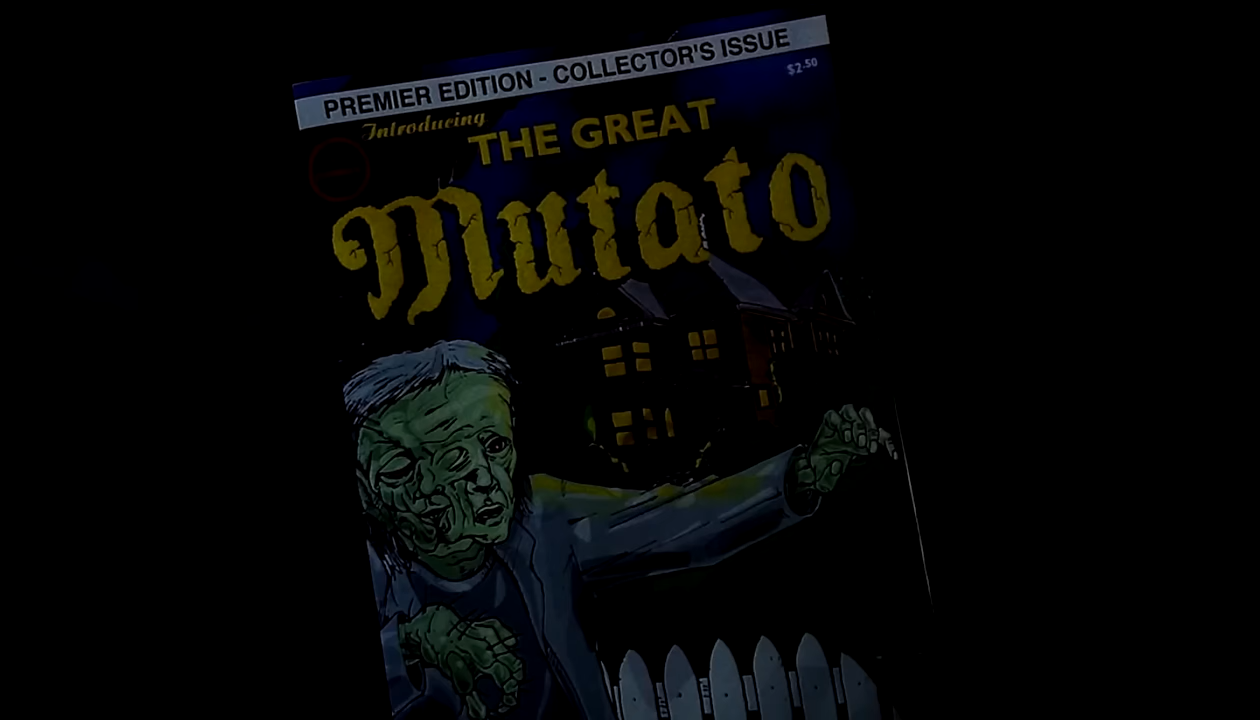 PREMIER EDITION - COLLECTOR'S ISSUE
$2.50
Introducing
THE GREAT
Mutato